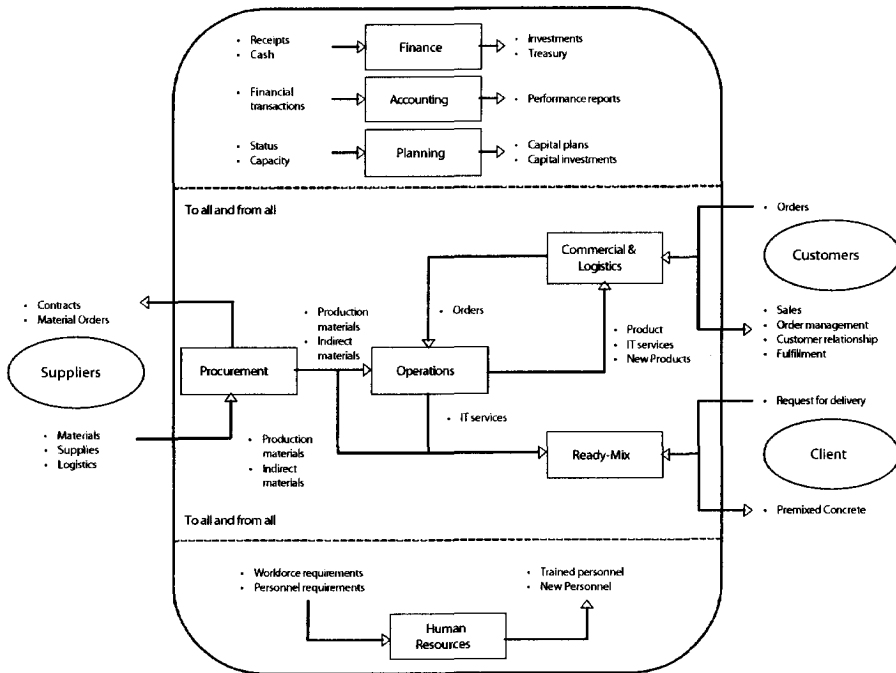 • Receipts
• Cash
Finance
• Investments
• Treasury
• Financial
transactions
Accounting
• Performance reports
• Status
• Capacity
Planning
• Capital plans
• Capital investments
To all and from all
• Orders
Commercial &
Logistics
Customers
• Contracts
• Material Orders
• Production
materials
• Indirect
materials
• Orders
• Product
• IT services
• New Products
• Sales
• Order management
• Customer relationship
• Fulfillment
Suppliers
Procurement
Operations
• IT services
• Request for delivery
• Materials
• Supplies
• Logistics
• Production
materials
• Indirect
materials
Ready-Mix
Client
• Premixed Concrete
To all and from all
• Workforce requirements
• Personnel requirements
• Trained personnel
• New Personnel
Human
Resources